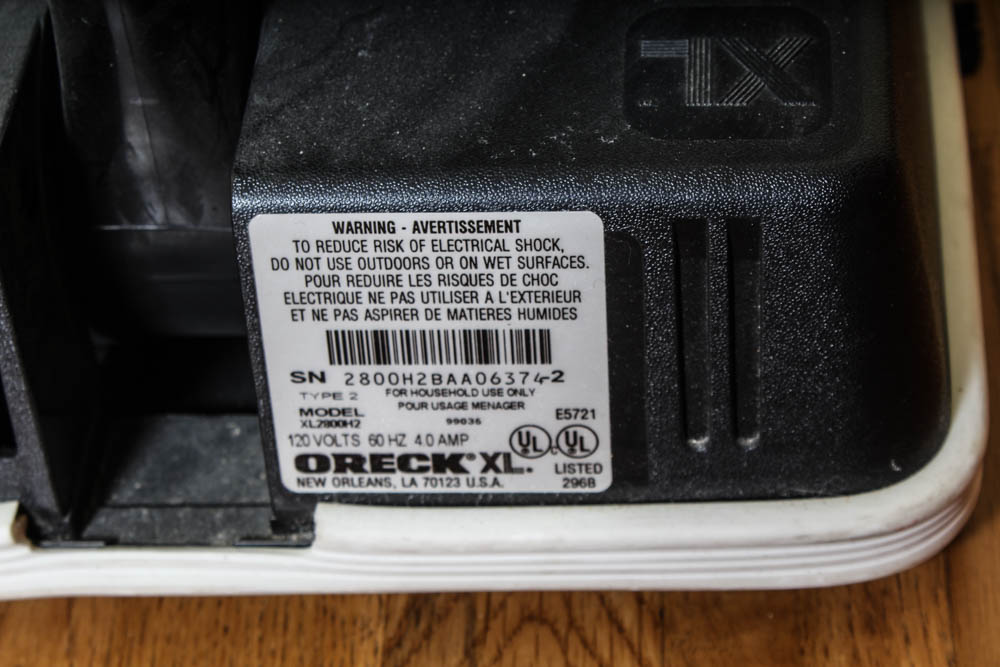 XL
WARNING - AVERTISSEMENT
TO REDUCE RISK OF ELECTRICAL SHOCK,
DO NOT USE OUTDOORS OR ON WET SURFACES.
POUR REDUIRE LES RISQUES DE CHOC
ELECTRIQUE NE PAS UTILISER A L'EXTERIEUR
ET NE PAS ASPIRER DE MATIERES HUMIDES
SN 2800H2BAA06374-2
TYPE 2 FOR HOUSEHOLD USE ONLY
MODEL POUR USAGE MENAGER E5721
XL2800H2 99036
120 VOLTS 60 HZ 4.0 AMP UL UL
ORECK® XL. LISTED
NEW ORLEANS, LA 70123 U.S.A. 296B